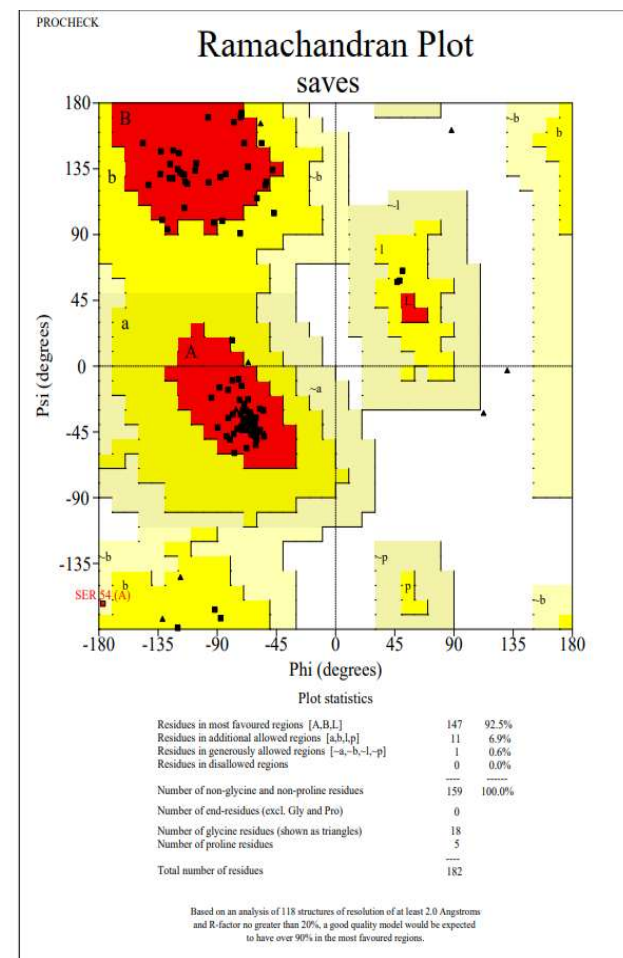 PROCHECK
Ramachandran Plot
saves
180
B
~b
b
b
~b
135
~l
90
l
45
L
a
A
0
~a
-45
-90
-135
~b
~p
b
p
SER 54 (A)
~b
-180 -135 -90 -45 0 45 90 135 180
Psi (degrees)
Phi (degrees)
Plot statistics
Residues in most favoured regions [A,B,L] 147 92.5%
Residues in additional allowed regions [a,b,l,p] 11 6.9%
Residues in generously allowed regions [~a,~b,~l,~p] 1 0.6%
Residues in disallowed regions 0 0.0%
---- ------
Number of non-glycine and non-proline residues 159 100.0%
Number of end-residues (excl. Gly and Pro) 0
Number of glycine residues (shown as triangles) 18
Number of proline residues 5
----
Total number of residues 182
Based on an analysis of 118 structures of resolution of at least 2.0 Angstroms
and R-factor no greater than 20%, a good quality model would be expected
to have over 90% in the most favoured regions.